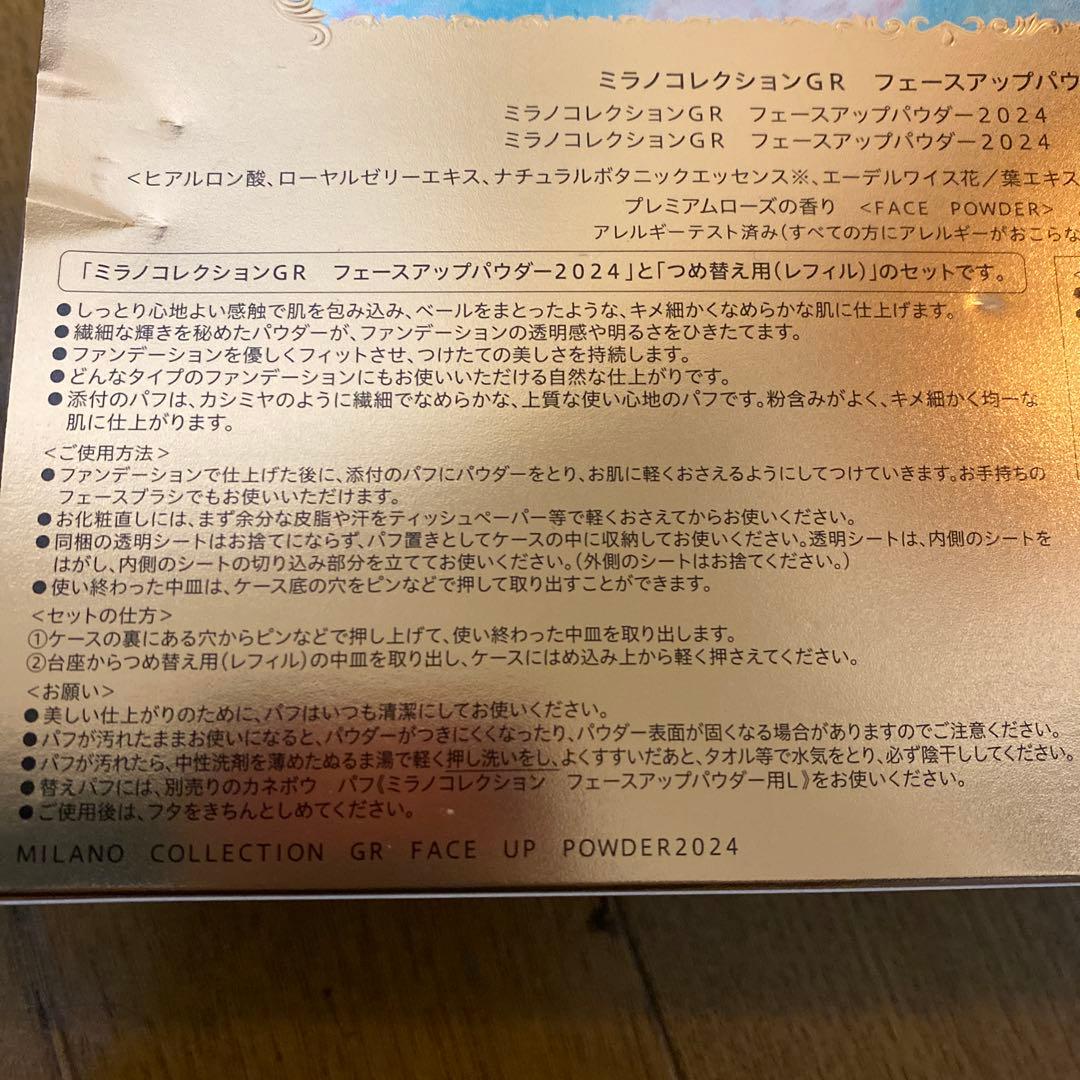 ミラノコレクションGR　フェースアップパウ
ミラノコレクションGR　フェースアップパウダー2024
ミラノコレクションGR　フェースアップパウダー2024
<ヒアルロン酸、ローヤルゼリーエキス、ナチュラルボタニックエッセンス※、エーデルワイス花/葉エキス
プレミアムローズの香り　<FACE　POWDER>
アレルギーテスト済み(すべての方にアレルギーがおこらな
「ミラノコレクションGR　フェースアップパウダー2024」と「つめ替え用(レフィル)」のセットです。
●しっとり心地よい感触で肌を包み込み、ベールをまとったような、キメ細かくなめらかな肌に仕上げます。
●繊細な輝きを秘めたパウダーが、ファンデーションの透明感や明るさをひきたてます。
●ファンデーションを優しくフィットさせ、つけたての美しさを持続します。
●どんなタイプのファンデーションにもお使いいただける自然な仕上がりです。
●添付のパフは、カシミヤのように繊細でなめらかな、上質な使い心地のパフです。粉含みがよく、キメ細かく均一な
肌に仕上がります。
<ご使用方法>
●ファンデーションで仕上げた後に、添付のパフにパウダーをとり、お肌に軽くおさえるようにしてつけていきます。お手持ちの
フェースブラシでもお使いいただけます。
●お化粧直しには、まず余分な皮脂や汗をティッシュペーパー等で軽くおさえてからお使いください。
●同梱の透明シートはお捨てにならず、パフ置きとしてケースの中に収納してお使いください。透明シートは、内側のシートを
はがし、内側のシートの切り込み部分を立ててお使いください。(外側のシートはお捨てください。)
●使い終わった中皿は、ケース底の穴をピンなどで押して取り出すことができます。
<セットの仕方>
①ケースの裏にある穴からピンなどで押し上げて、使い終わった中皿を取り出します。
②台座からつめ替え用(レフィル)の中皿を取り出し、ケースにはめ込み上から軽く押さえてください。
<お願い>
●美しい仕上がりのために、パフはいつも清潔にしてお使いください。
●パフが汚れたままお使いになると、パウダーがつきにくくなったり、パウダー表面が固くなる場合がありますのでご注意ください。
●パフが汚れたら、中性洗剤を薄めたぬるま湯で軽く押し洗いをし、よくすすいだあと、タオル等で水気をとり、必ず陰干ししてください。
●替えパフには、別売りのカネボウ　パフ《ミラノコレクション　フェースアップパウダー用L》をお使いください。
●ご使用後は、フタをきちんとしめてください。
MILANO　COLLECTION　GR　FACE　UP　POWDER2024